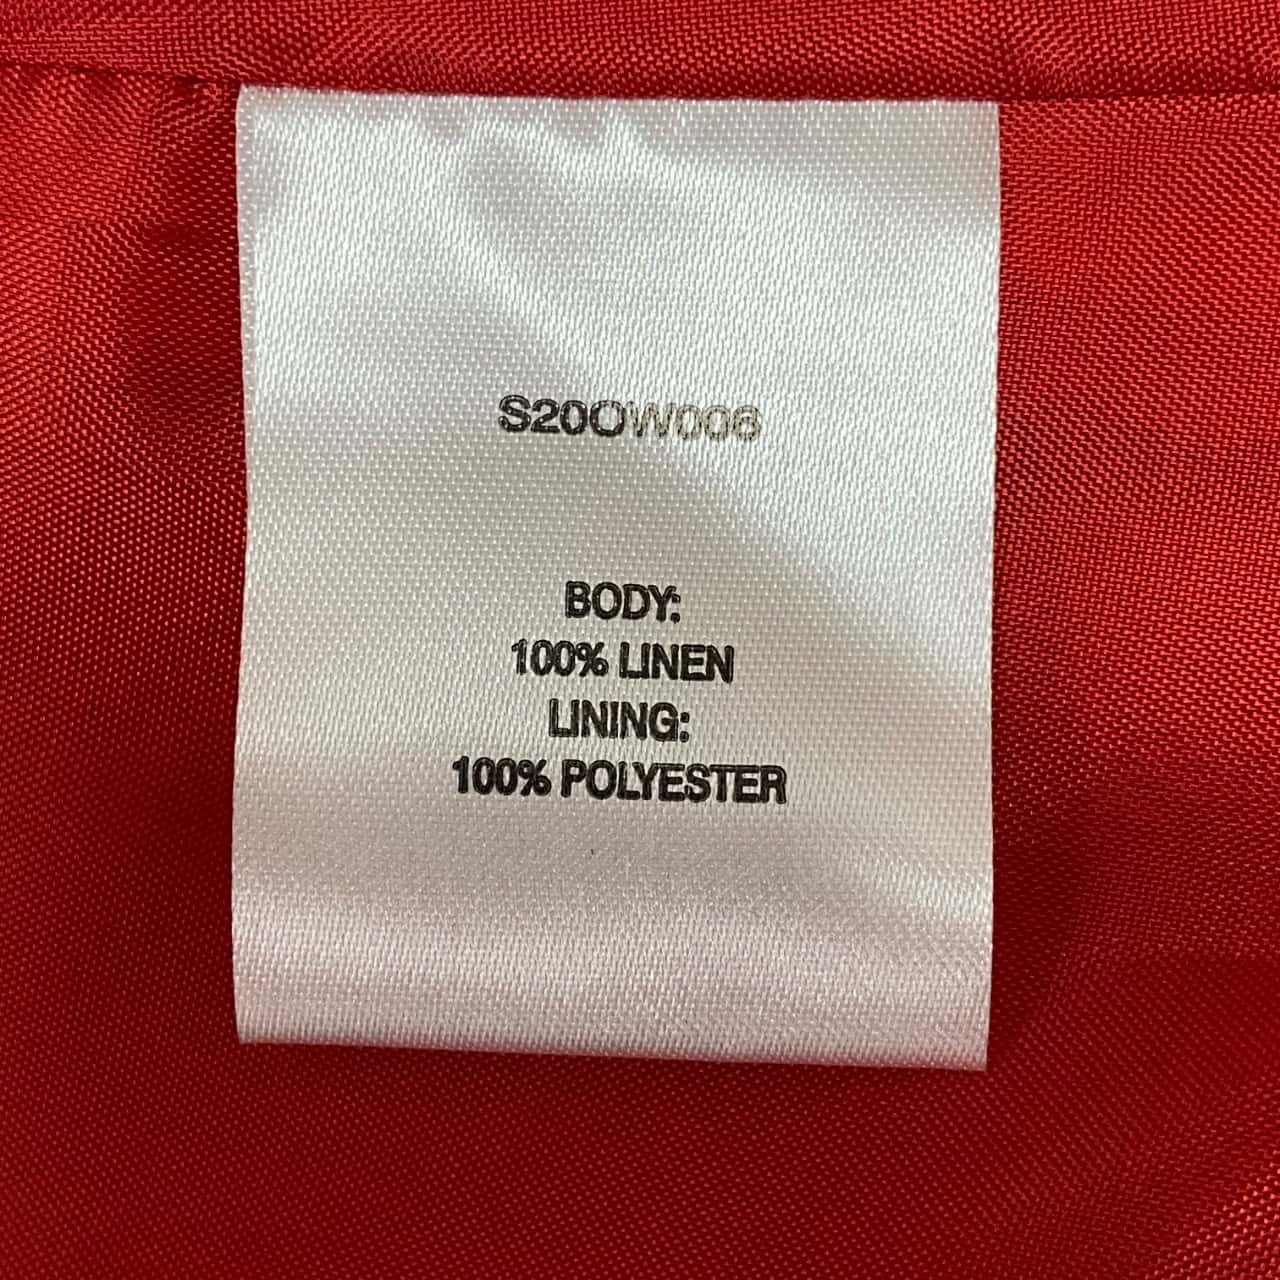 S20OW006
BODY:
100% LINEN
LINING:
100% POLYESTER